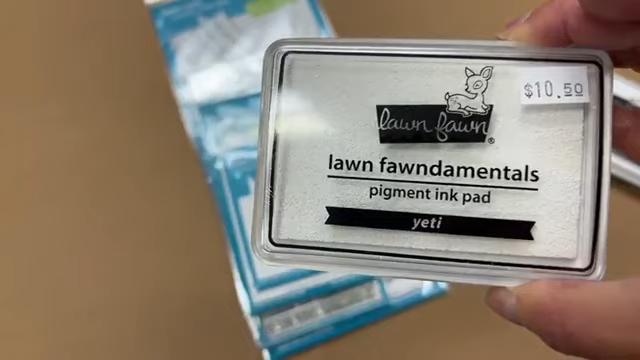 $10.50
lawn fawn®
lawn fawndamentals
pigment ink pad
yeti